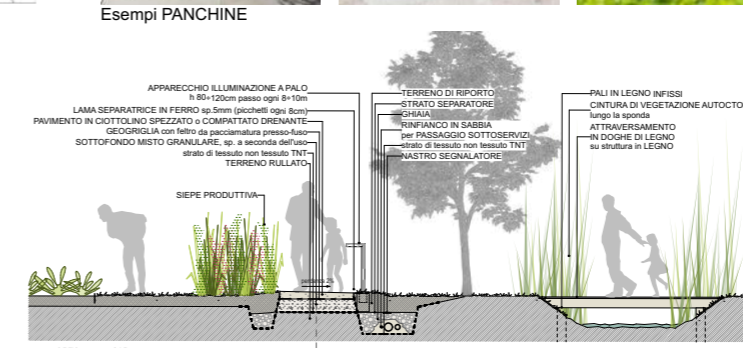 Esempi PANCHINE
APPARECCHIO ILLUMINAZIONE A PALO
h 80÷120cm passo ogni 8÷10m
LAMA SEPARATRICE IN FERRO sp.5mm (picchetti ogni 8cm)
PAVIMENTO IN CIOTTOLINO SPEZZATO o COMPATTATO DRENANTE
GEOGRIGLIA con feltro da pacciamatura presso-fuso
SOTTOFONDO MISTO GRANULARE, sp. a seconda dell'uso
strato di tessuto non tessuto TNT
TERRENO RULLATO
SIEPE PRODUTTIVA
TERRENO DI RIPORTO
STRATO SEPARATORE
GHIAIA
RINFIANCO IN SABBIA
per PASSAGGIO SOTTOSERVIZI
strato di tessuto non tessuto TNT
NASTRO SEGNALATORE
PALI IN LEGNO INFISSI
CINTURA DI VEGETAZIONE AUTOCTO
lungo la sponda
ATTRAVERSAMENTO
IN DOGHE DI LEGNO
su struttura in LEGNO
pendenza 2%